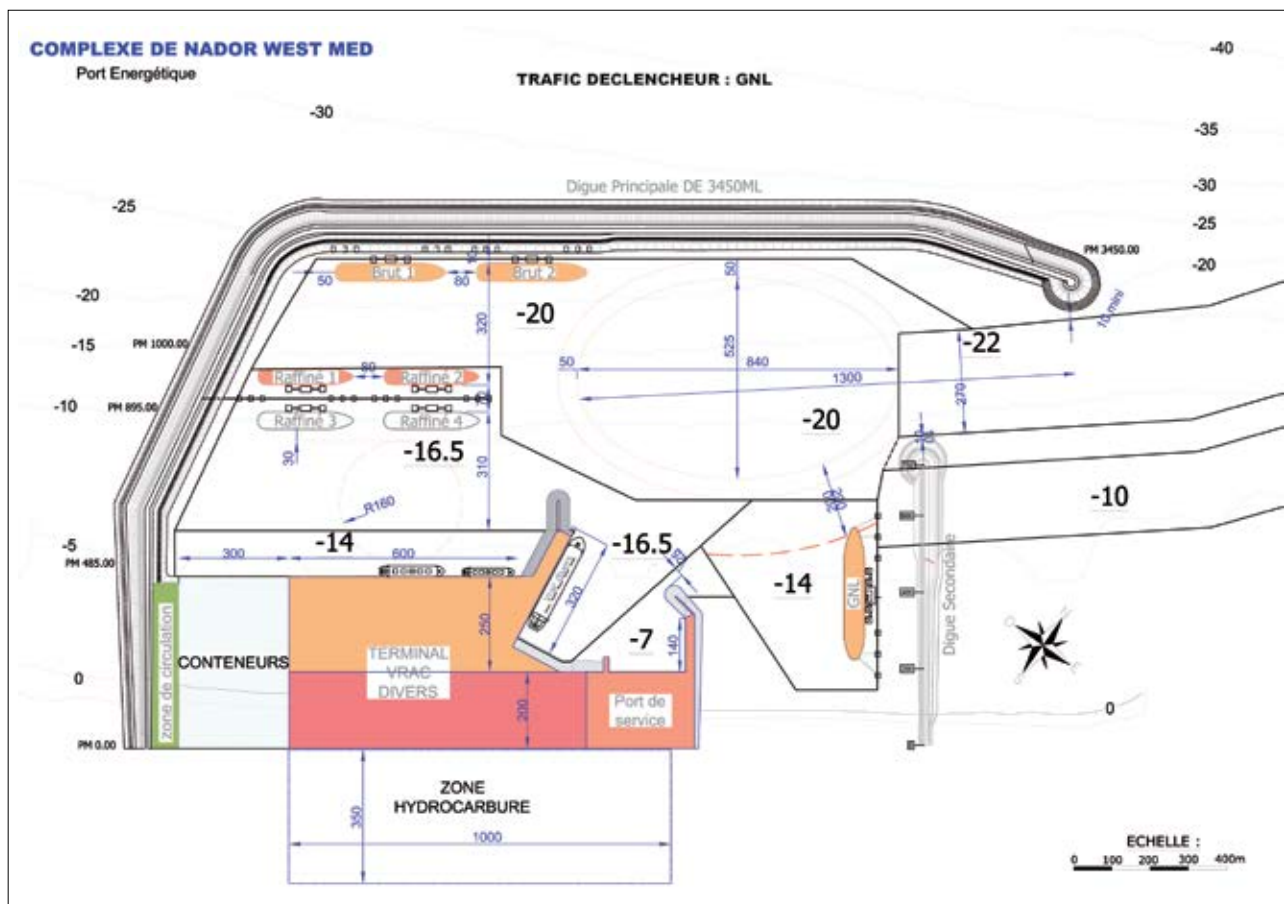 COMPLEXE DE NADOR WEST MED
Port Energétique
TRAFIC DECLENCHEUR : GNL
-40
-30
-35
Digue Principale DE 3450ML
-30
-25
-25
PM 3450.00
-20
Brut 1
Brut 2
50
80
50
-20
-20
10 mini
-15
PM 1000.00
320
525
-22
Raffiné 1
80
Raffiné 2
50
840
1300
270
-10
PM 895.00
Raffiné 3
Raffiné 4
-20
-16.5
30
310
-10
R160
-5
-14
-16.5
300
600
PM 485.00
320
-14
GNL
Digue Secondaire
250
-7
140
zone de circulation
CONTENEURS
TERMINAL
VRAC
DIVERS
0
200
Port de
service
0
PM 0.00
ZONE
HYDROCARBURE
350
1000
ECHELLE :
0 100 200 300 400m